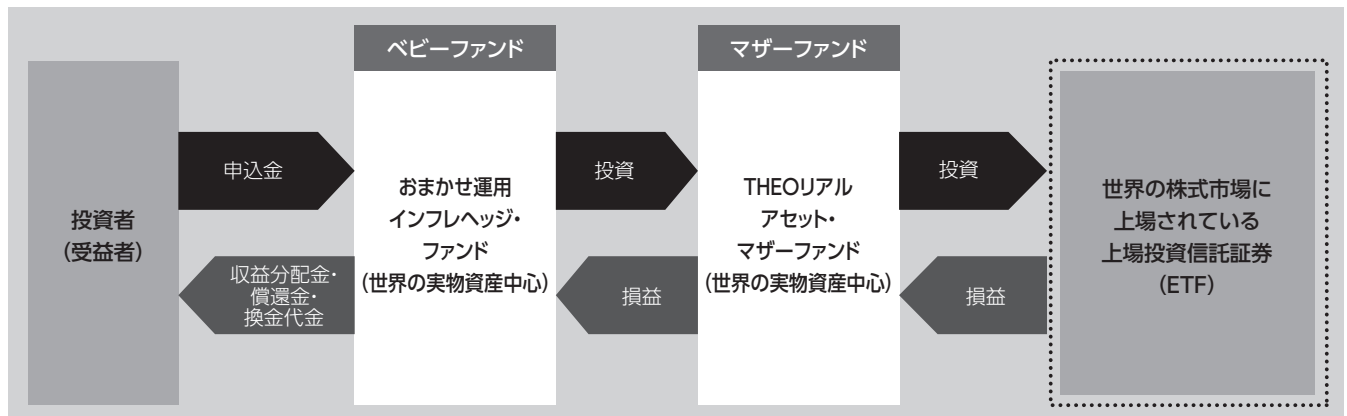 ベビーファンド
マザーファンド
投資者
(受益者)
申込金
収益分配金・
償還金・
換金代金
おまかせ運用
インフレヘッジ・
ファンド
(世界の実物資産中心)
投資
損益
THEOリアル
アセット・
マザーファンド
(世界の実物資産中心)
投資
損益
世界の株式市場に
上場されている
上場投資信託証券
(ETF)